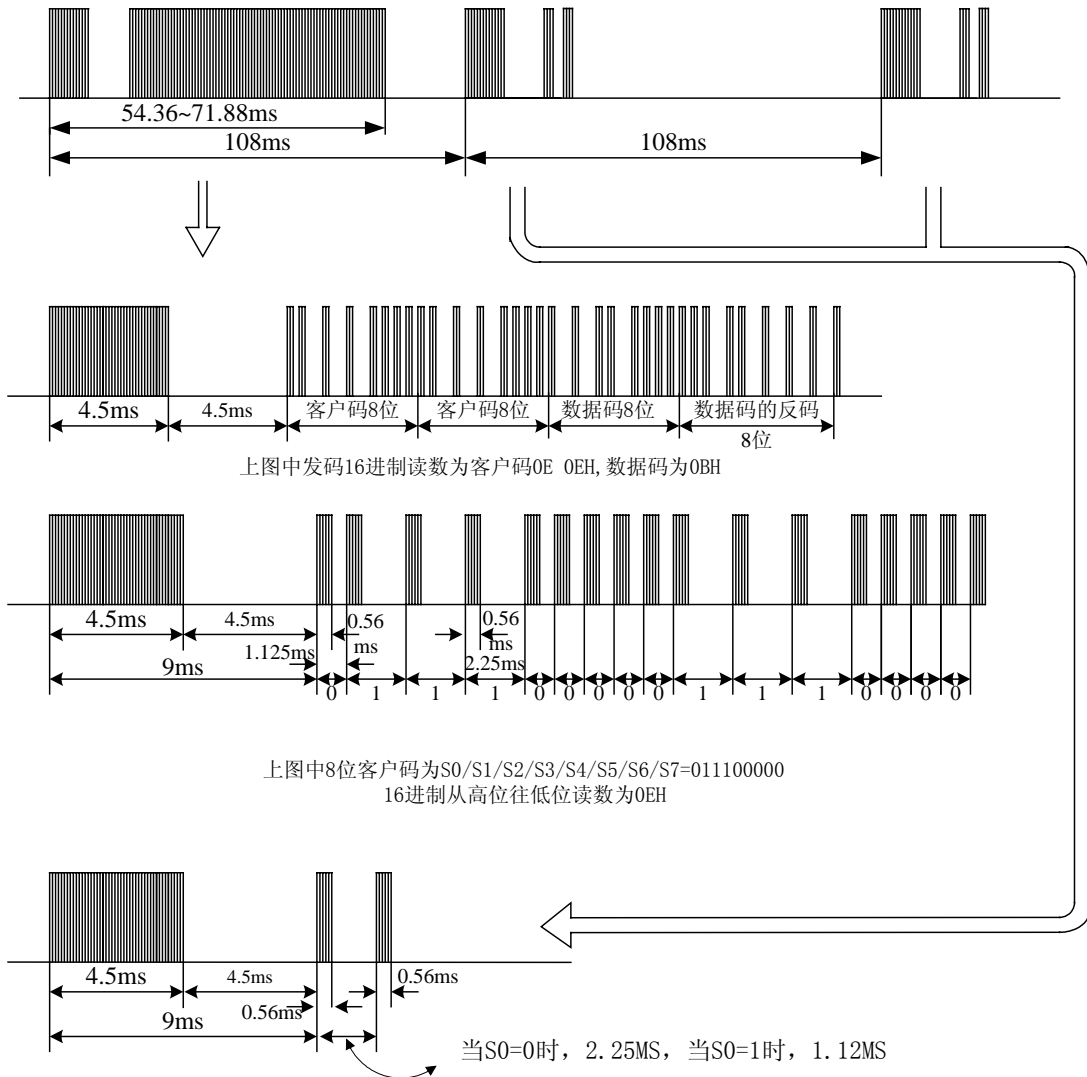 54.36~71.88ms
108ms
108ms
4.5ms
4.5ms
客户码8位
客户码8位
数据码8位
数据码的反码
8位
上图中发码16进制读数为客户码0E 0EH,数据码为0BH
4.5ms
4.5ms
0.56
ms
0.56
ms
1.125ms
2.25ms
9ms
0 1 1 1 0 0 0 0 0 1 1 1 0 0 0 0
上图中8位客户码为S0/S1/S2/S3/S4/S5/S6/S7=011100000
16进制从高位往低位读数为0EH
4.5ms
4.5ms
0.56ms
0.56ms
9ms
当S0=0时, 2.25MS, 当S0=1时, 1.12MS